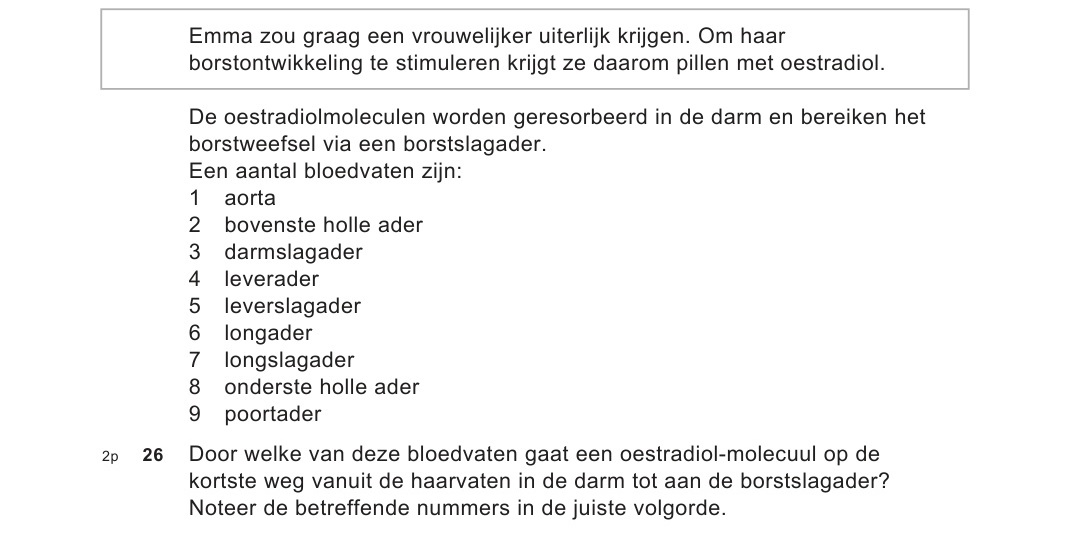 Emma zou graag een vrouwelijker uiterlijk krijgen. Om haar
borstontwikkeling te stimuleren krijgt ze daarom pillen met oestradiol.
De oestradiolmoleculen worden geresorbeerd in de darm en bereiken het
borstweefsel via een borstslagader.
Een aantal bloedvaten zijn:
1 aorta
2 bovenste holle ader
3 darmslagader
4 leverader
5 leverslagader
6 longader
7 longslagader
8 onderste holle ader
9 poortader
2p 26 Door welke van deze bloedvaten gaat een oestradiol-molecuul op de
kortste weg vanuit de haarvaten in de darm tot aan de borstslagader?
Noteer de betreffende nummers in de juiste volgorde.